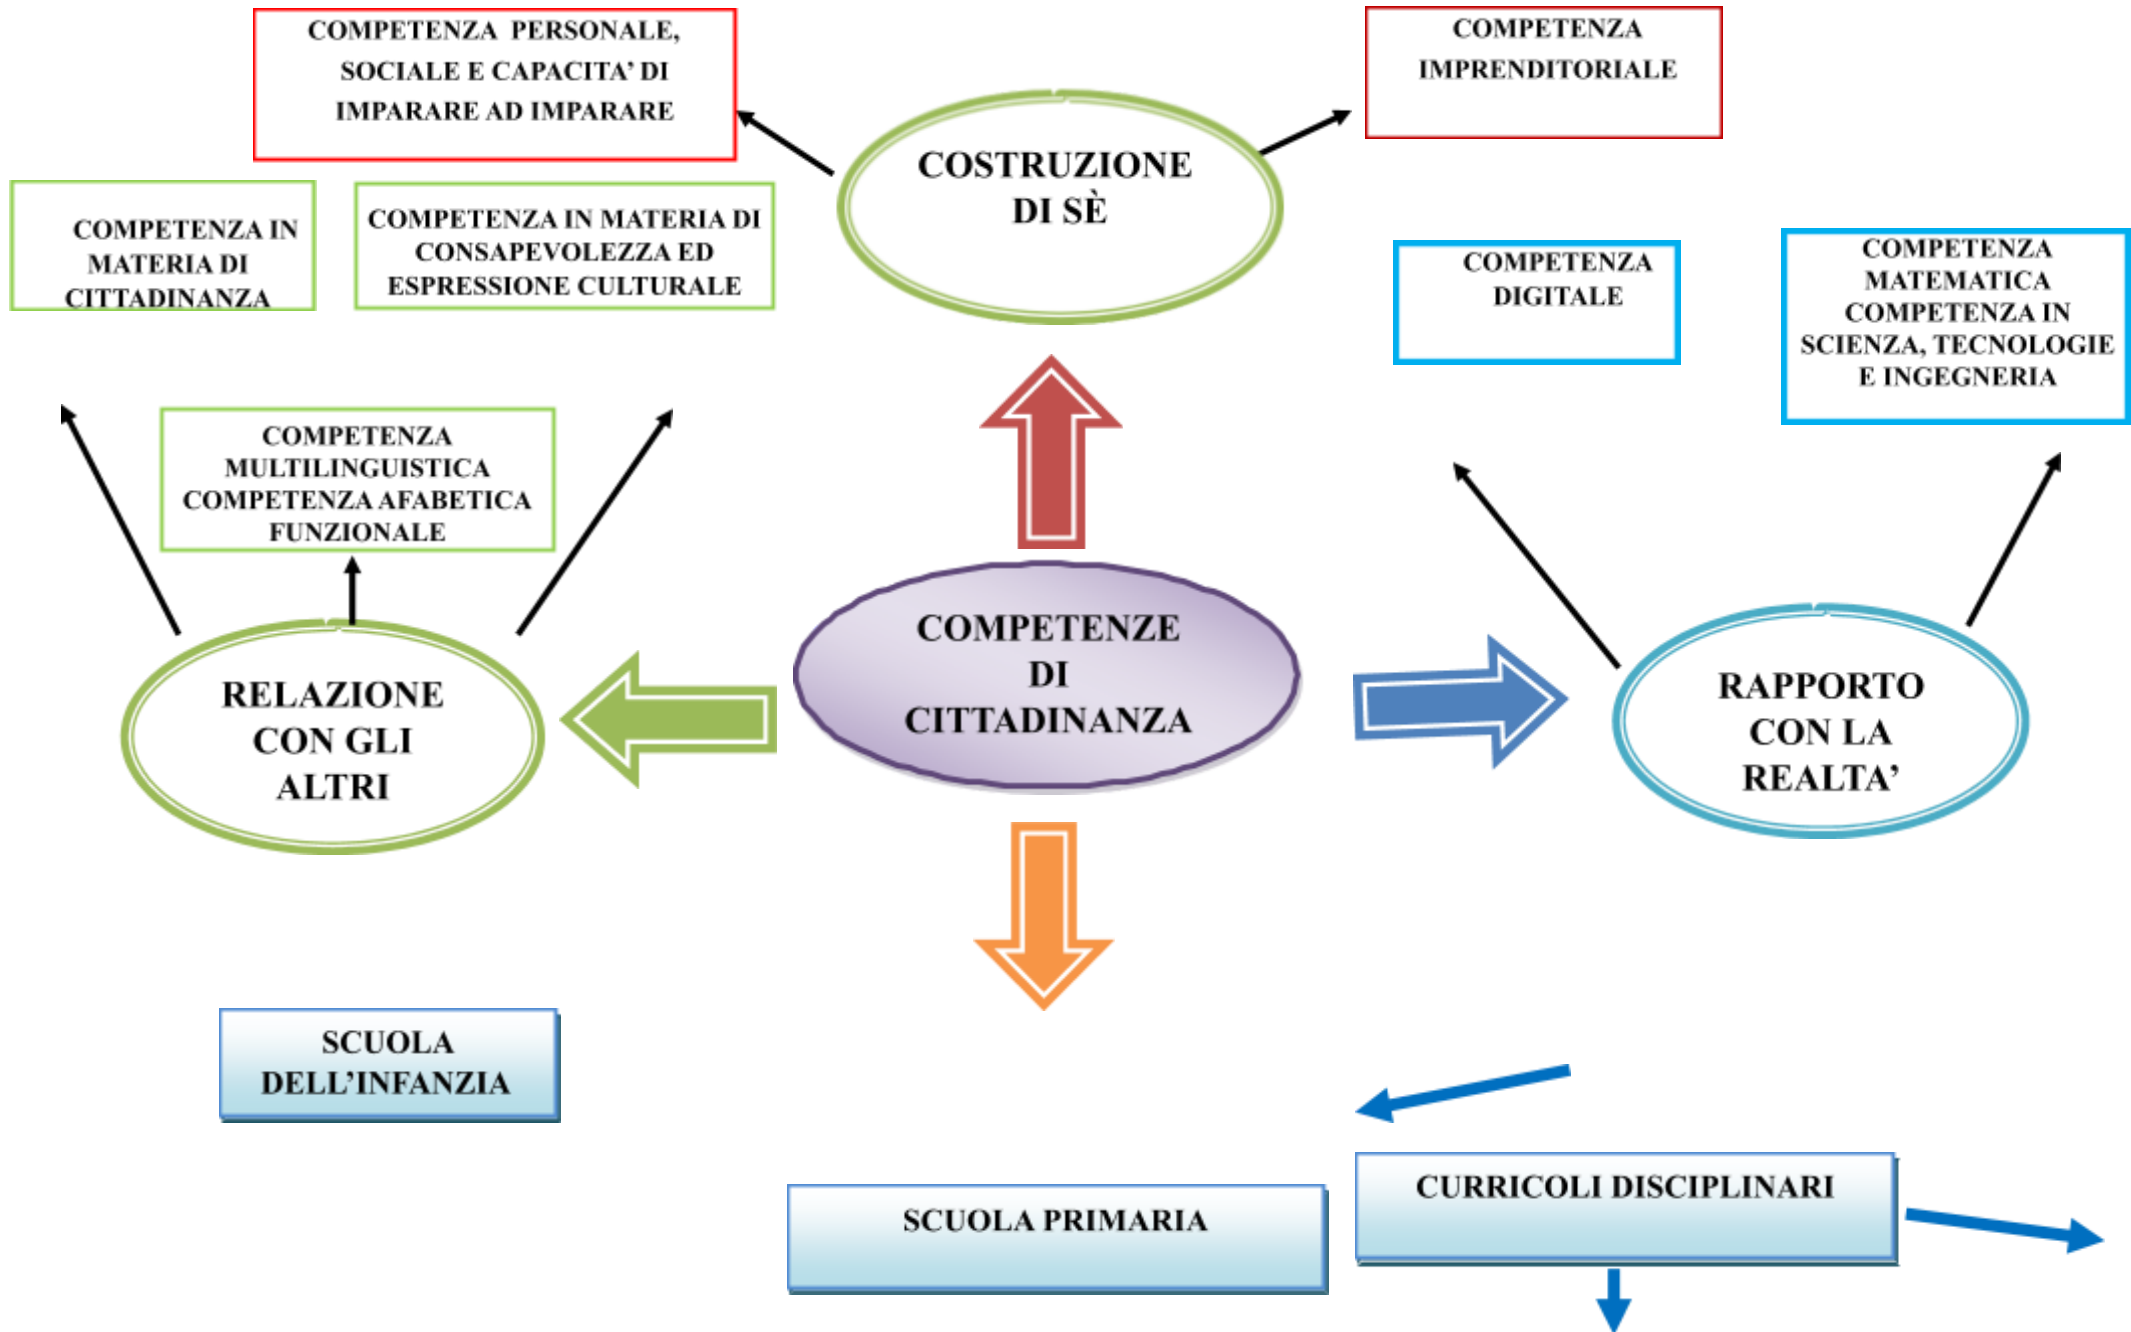 COMPETENZA PERSONALE,
SOCIALE E CAPACITA’ DI
IMPARARE AD IMPARARE
COMPETENZA
IMPRENDITORIALE
COSTRUZIONE
DI SÈ
COMPETENZA IN
MATERIA DI
CITTADINANZA
COMPETENZA IN MATERIA DI
CONSAPEVOLEZZA ED
ESPRESSIONE CULTURALE
COMPETENZA
DIGITALE
COMPETENZA
MATEMATICA
COMPETENZA IN
SCIENZA, TECNOLOGIE
E INGEGNERIA
COMPETENZA
MULTILINGUISTICA
COMPETENZA AFABETICA
FUNZIONALE
RELAZIONE
CON GLI
ALTRI
COMPETENZE
DI
CITTADINANZA
RAPPORTO
CON LA
REALTA’
SCUOLA
DELL’INFANZIA
SCUOLA PRIMARIA
CURRICOLI DISCIPLINARI